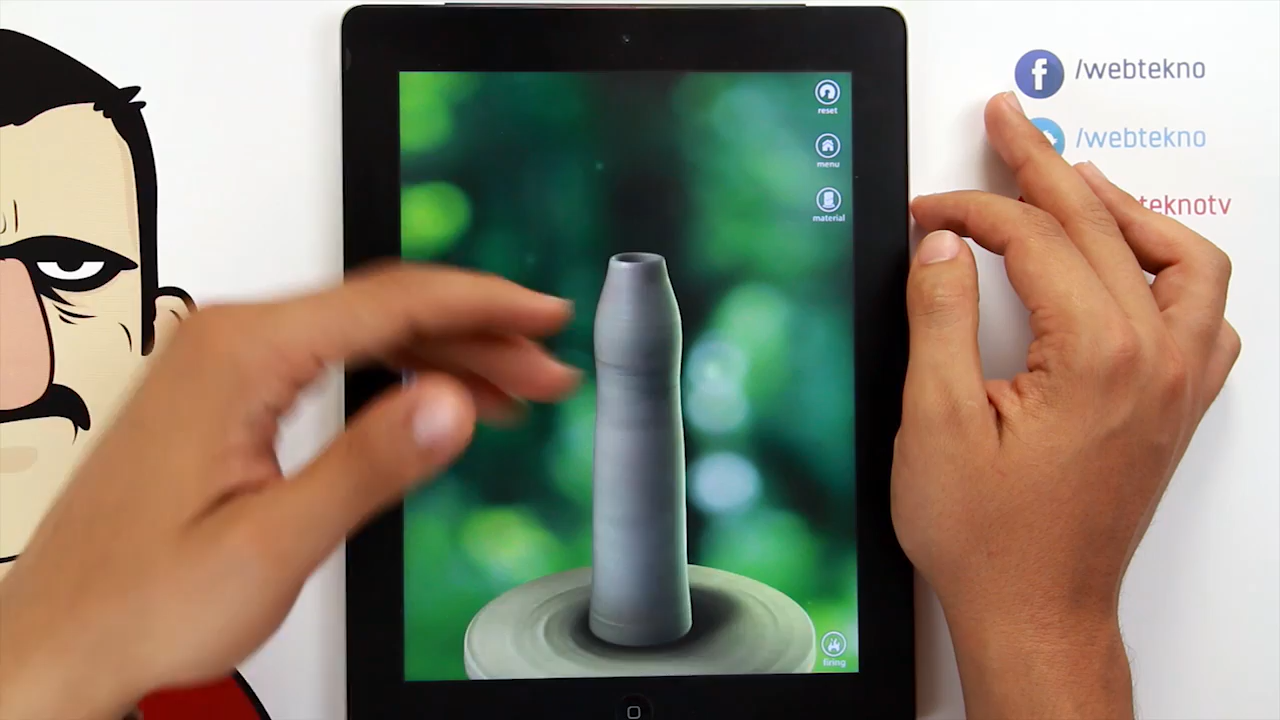 /webtekno
/webtekno
teknotv
reset
menu
material
firing